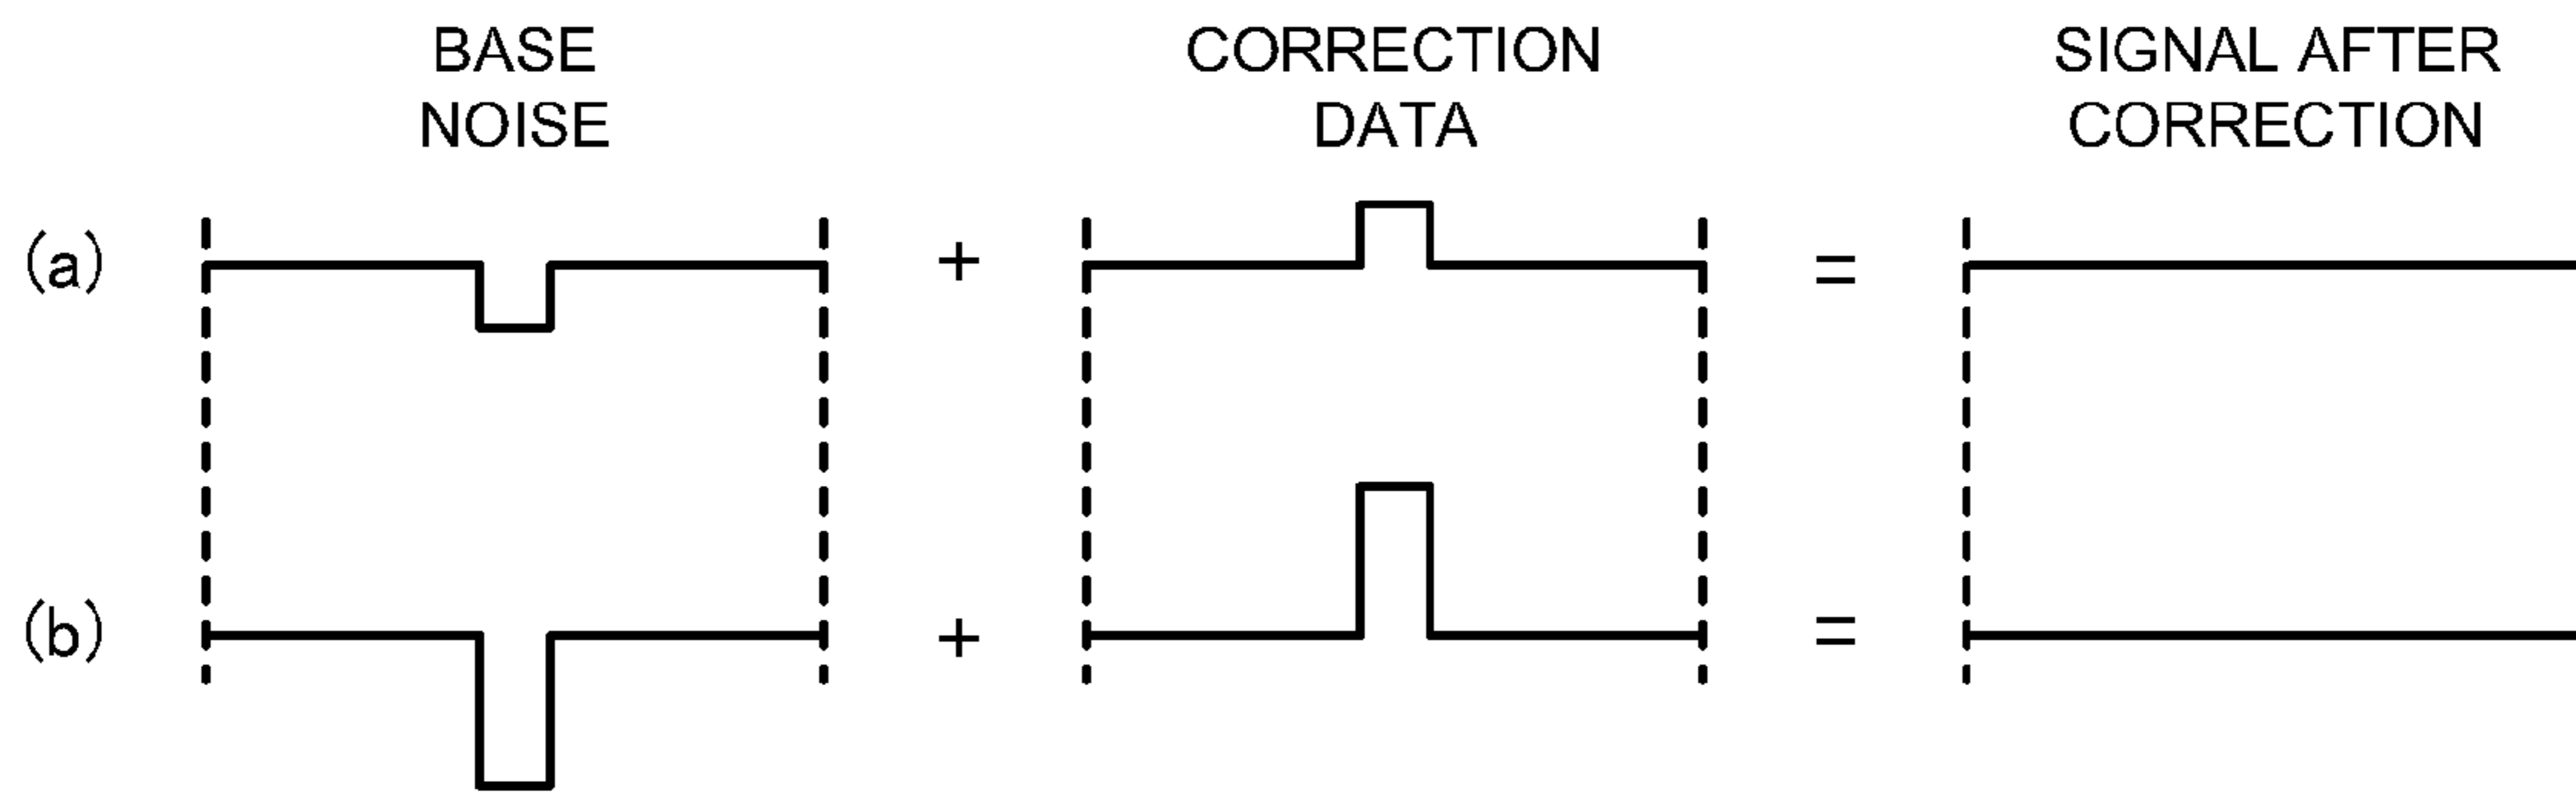 BASE
NOISE
CORRECTION
DATA
SIGNAL AFTER
CORRECTION
(a) + =
(b) + =